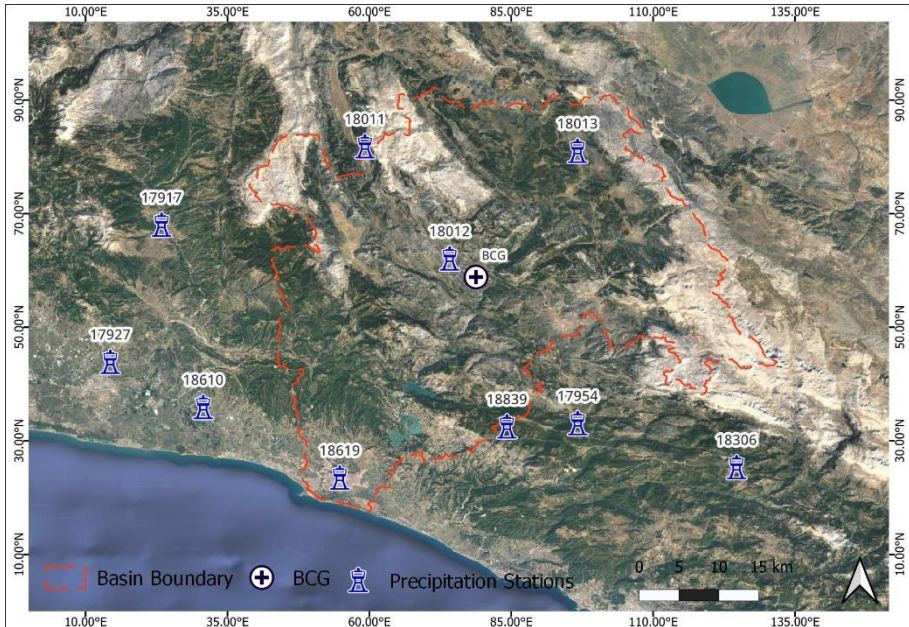 10.00°E 35.00°E 60.00°E 85.00°E 110.00°E 135.00°E
90.00°N 90.00°N
18011
18013
17917
70.00°N 70.00°N
18012
BCG
50.00°N 50.00°N
17927
18610
18839
17954
30.00°N 30.00°N
18619
18306
10.00°N 10.00°N
Basin Boundary BCG Precipitation Stations
0 5 10 15 km
10.00°E 35.00°E 60.00°E 85.00°E 110.00°E 135.00°E